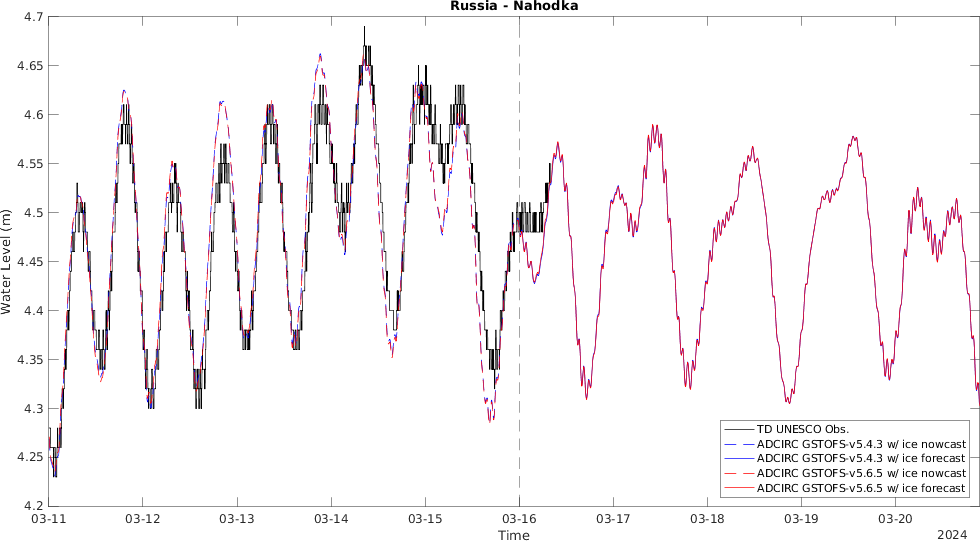 Russia - Nahodka
4.7
4.65
4.6
4.55
4.5
4.45
4.4
4.35
4.3
4.25
4.2
Water Level (m)
03-11 03-12 03-13 03-14 03-15 03-16 03-17 03-18 03-19 03-20
Time
2024
TD UNESCO Obs.
ADCIRC GSTOFS-v5.4.3 w/ ice nowcast
ADCIRC GSTOFS-v5.4.3 w/ ice forecast
ADCIRC GSTOFS-v5.6.5 w/ ice nowcast
ADCIRC GSTOFS-v5.6.5 w/ ice forecast